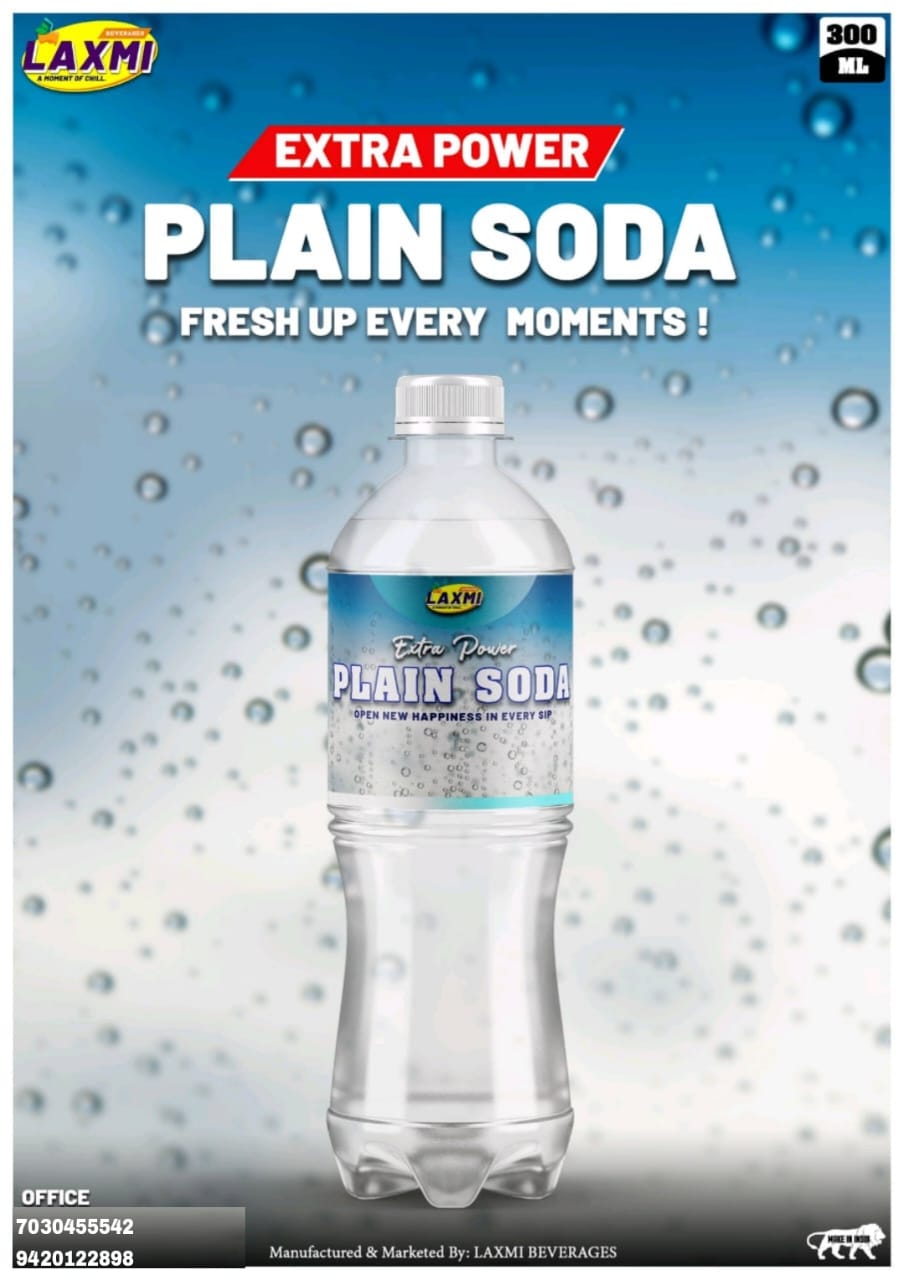 BEVERAGES
LAXMI
A MOMENT OF CHILL.
300
ML
EXTRA POWER
PLAIN SODA
FRESH UP EVERY MOMENTS !
LAXMI
Extra Power
PLAIN SODA
OPEN NEW HAPPINESS IN EVERY SIP
OFFICE
7030455542
9420122898
Manufactured & Marketed By: LAXMI BEVERAGES
MAKE IN INDIA